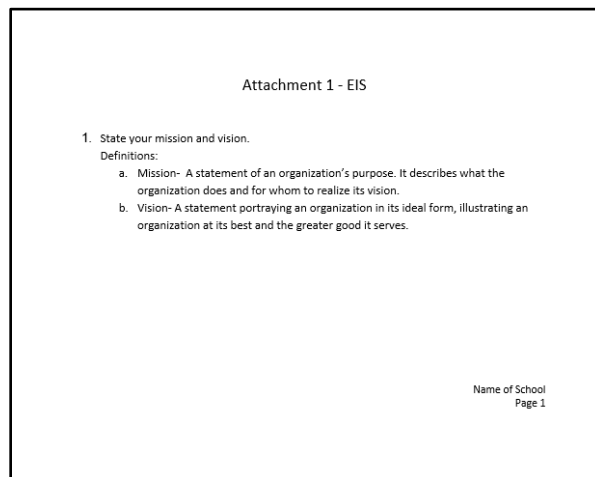 Attachment 1 - EIS
1. State your mission and vision.
Definitions:
a. Mission- A statement of an organization’s purpose. It describes what the
organization does and for whom to realize its vision.
b. Vision- A statement portraying an organization in its ideal form, illustrating an
organization at its best and the greater good it serves.
Name of School
Page 1